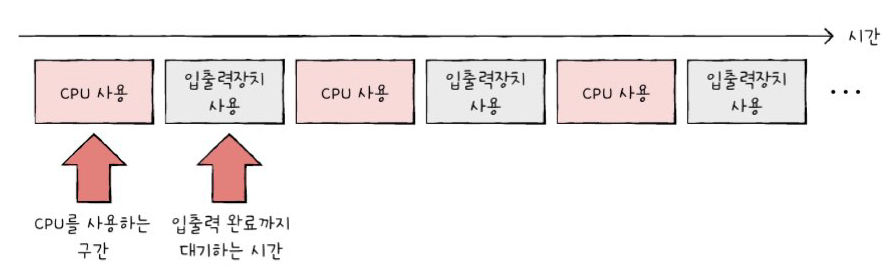 시간
CPU 사용
입출력장치
사용
CPU 사용
입출력장치
사용
CPU 사용
입출력장치
사용
...
CPU를 사용하는
구간
입출력 완료까지
대기하는 시간